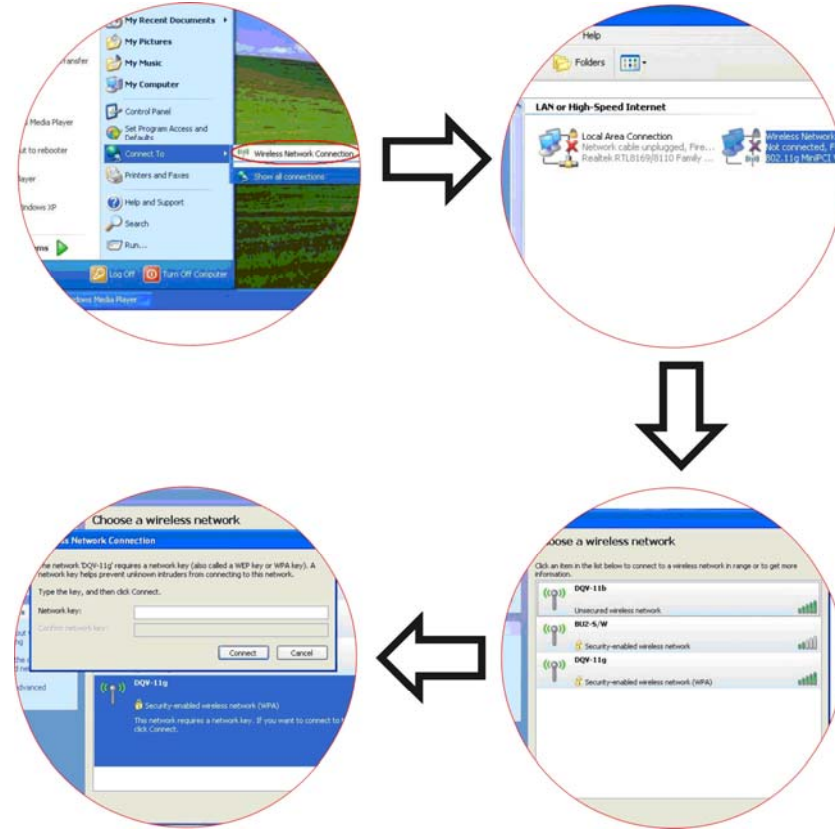 My Recent Documents
My Pictures
My Music
My Computer
Control Panel
Set Program Access and
Defaults
Connect To
Printers and Faxes
Help and Support
Search
Run...
Media Player
ut to rebooter
ndows XP
Log Off
Turn Off Computer
ndows Media Player
Wireless Network Connection
Show all connections
Help
Folders
LAN or High-Speed Internet
Local Area Connection
Network cable unplugged, Fire...
Realtek RTL8169/8110 Family ...
Wireless Network
Not connected, F
802.11g MiniPCI
Choose a wireless network
ss Network Connection
he network 'DQV-11g' requires a network key (also called a WEP key or WPA key). A
network key helps prevent unknown intruders from connecting to this network.
Type the key, and then click Connect.
Network key:
Confirm network key:
Connect
Cancel
dvanced
DQV-11g
Security-enabled wireless network (WPA)
This network requires a network key. If you want to connect to
click Connect.
oose a wireless network
Click an item in the list below to connect to a wireless network in range or to get more
information.
DQV-11b
Unsecured wireless network
BU2-S/W
Security-enabled wireless network
DQV-11g
Security-enabled wireless network (WPA)